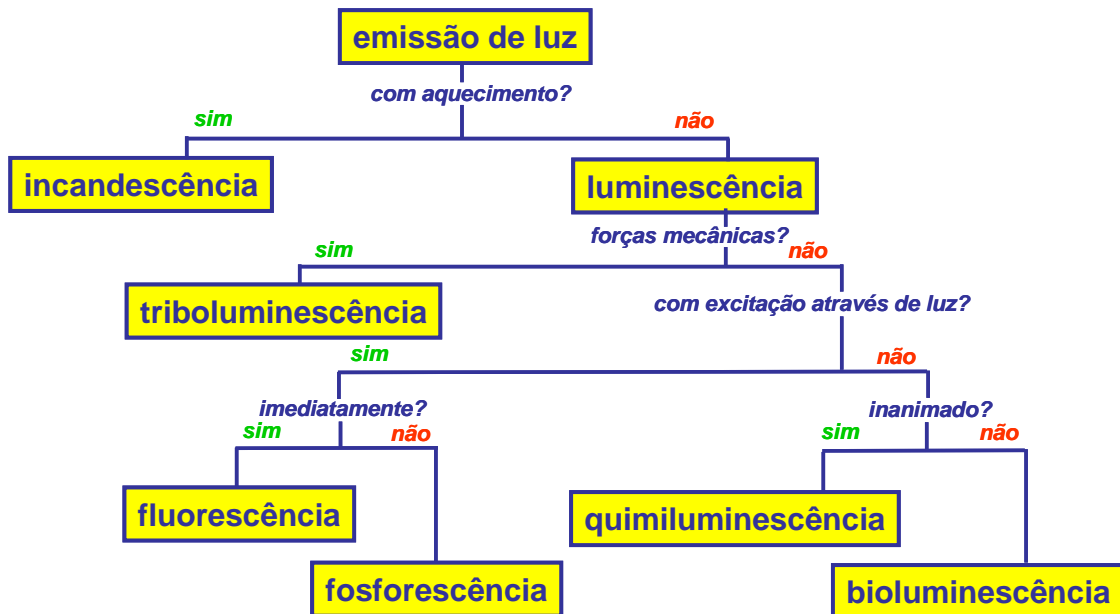 emissão de luz
com aquecimento?
sim
não
incandescência
luminescência
forças mecânicas?
sim
não
triboluminescência
com excitação através de luz?
sim
não
imediatamente?
inanimado?
sim
não
sim
não
fluorescência
quimiluminescência
fosforescência
bioluminescência